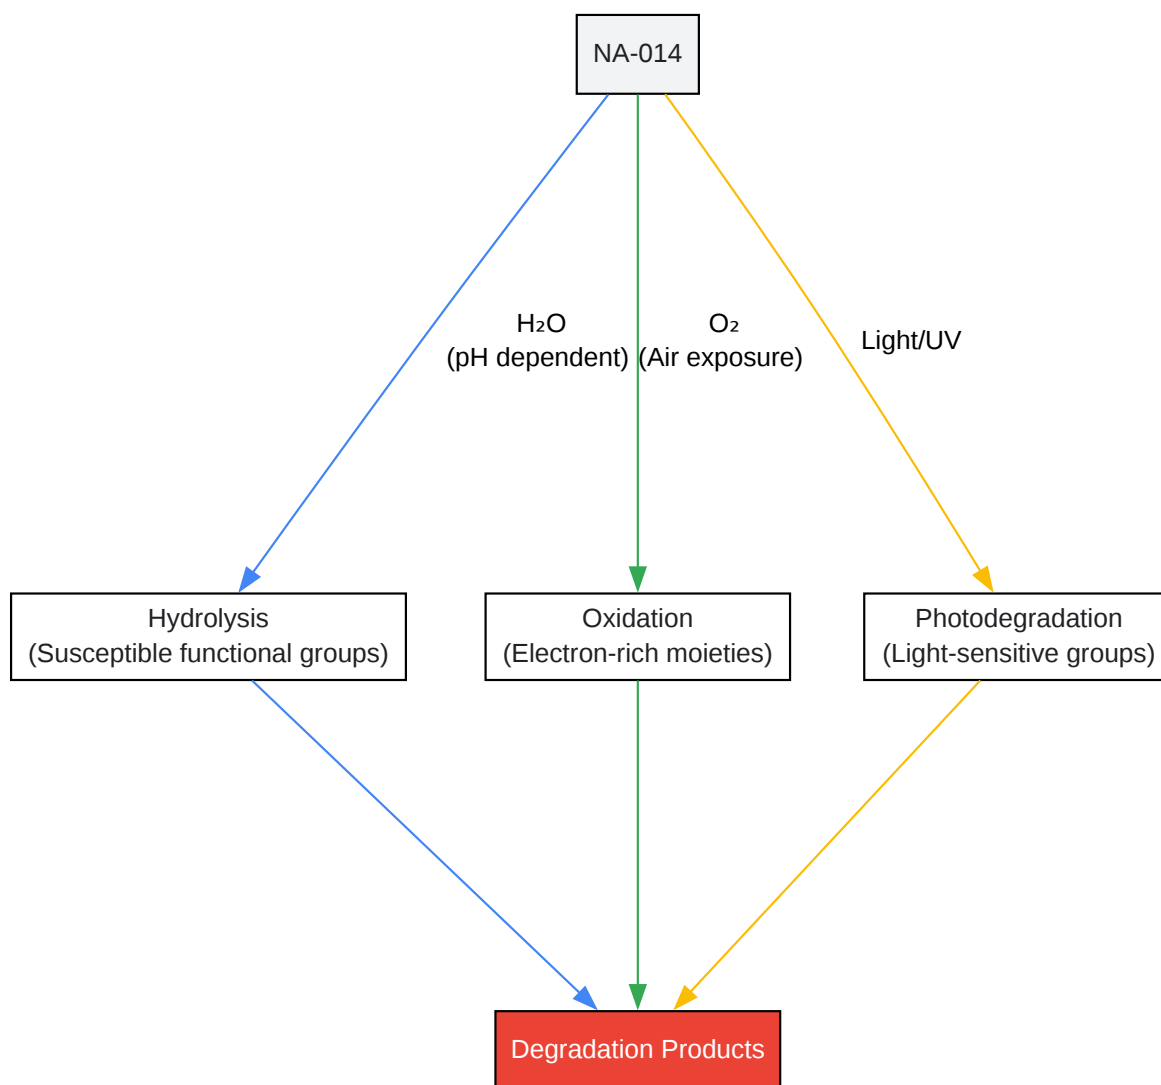 NA-014
H₂O
(pH dependent)
O₂
(Air exposure)
Light/UV
Hydrolysis
(Susceptible functional groups)
Oxidation
(Electron-rich moieties)
Photodegradation
(Light-sensitive groups)
Degradation Products